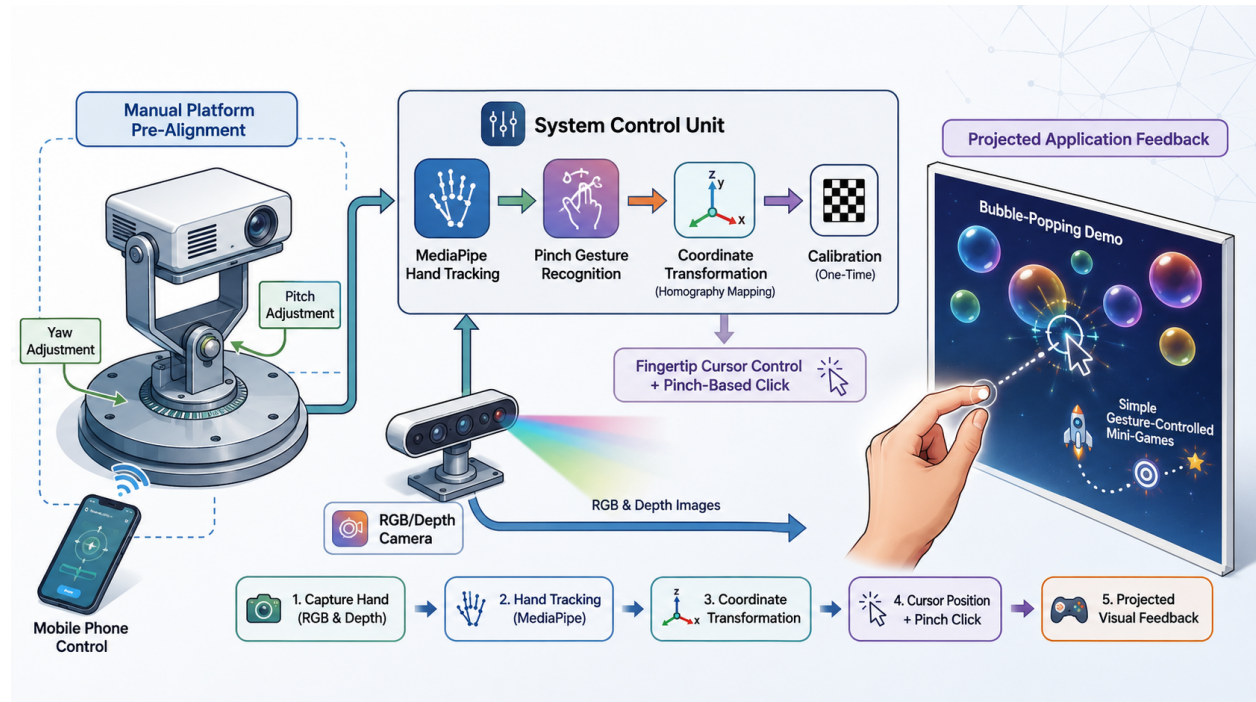 Manual Platform
Pre-Alignment
Pitch
Adjustment
Yaw
Adjustment
Mobile Phone
Control
System Control Unit
MediaPipe
Hand Tracking
Pinch Gesture
Recognition
Coordinate
Transformation
(Homography Mapping)
Calibration
(One-Time)
z
y
x
Fingertip Cursor Control
+ Pinch-Based Click
RGB/Depth
Camera
RGB & Depth Images
Projected Application Feedback
Bubble-Popping Demo
Simple
Gesture-Controlled
Mini-Games
1. Capture Hand
(RGB & Depth)
2. Hand Tracking
(MediaPipe)
z
x
3. Coordinate
Transformation
4. Cursor Position
+ Pinch Click
5. Projected
Visual Feedback